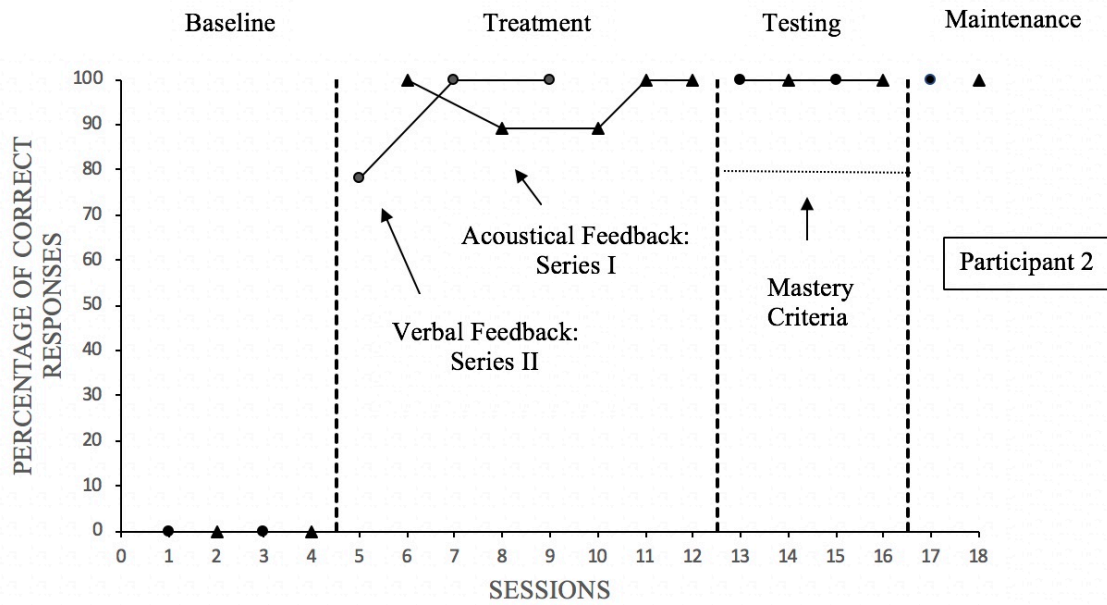 Baseline
Treatment
Testing
Maintenance
PERCENTAGE OF CORRECT
RESPONSES
100
90
80
70
60
50
40
30
20
10
0
Acoustical Feedback:
Series I
Verbal Feedback:
Series II
Mastery
Criteria
Participant 2
0 1 2 3 4 5 6 7 8 9 10 11 12 13 14 15 16 17 18
SESSIONS